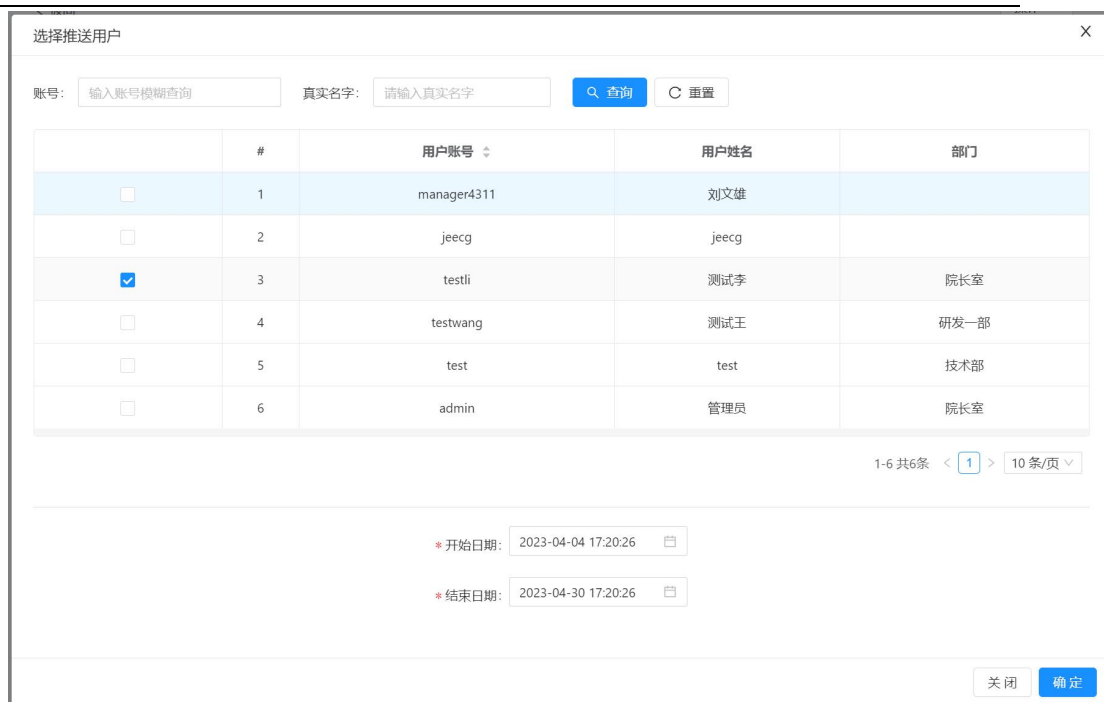 选择推送用户
X
账号: 输入账号模糊查询 真实名字: 请输入真实名字 查询 重置
# 用户账号 用户姓名 部门
1 manager4311 刘文雄
2 jeecg jeecg
3 testli 测试李 院长室
4 testwang 测试王 研发一部
5 test test 技术部
6 admin 管理员 院长室
1-6 共6条 < 1 > 10 条/页
* 开始日期: 2023-04-04 17:20:26
* 结束日期: 2023-04-30 17:20:26
关闭 确定